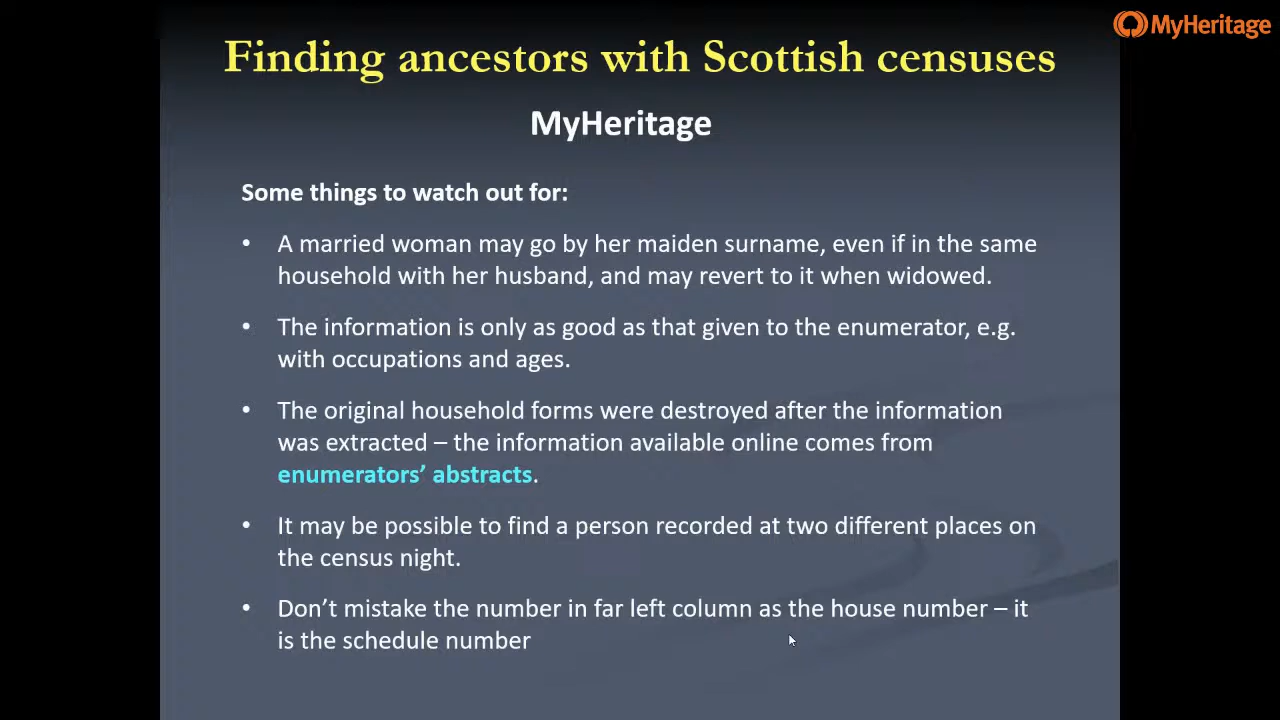 MyHeritage
Finding ancestors with Scottish censuses
MyHeritage
Some things to watch out for:
• A married woman may go by her maiden surname, even if in the same
household with her husband, and may revert to it when widowed.
• The information is only as good as that given to the enumerator, e.g.
with occupations and ages.
• The original household forms were destroyed after the information
was extracted – the information available online comes from
enumerators’ abstracts.
• It may be possible to find a person recorded at two different places on
the census night.
• Don’t mistake the number in far left column as the house number – it
is the schedule number